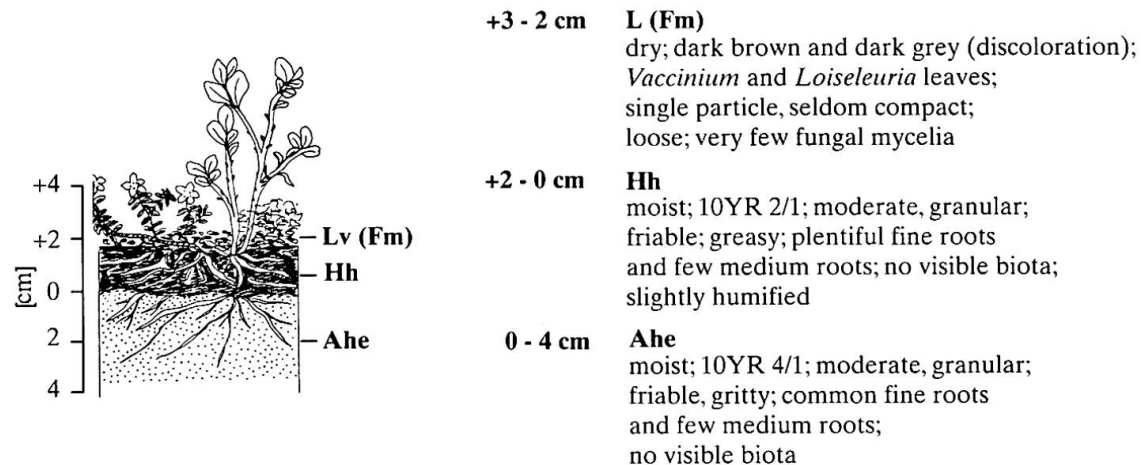 +3 - 2 cm L (Fm)
dry; dark brown and dark grey (discoloration);
Vaccinium and Loiseleuria leaves;
single particle, seldom compact;
loose; very few fungal mycelia
+2 - 0 cm Hh
moist; 10YR 2/1; moderate, granular;
friable; greasy; plentiful fine roots
and few medium roots; no visible biota;
slightly humified
0 - 4 cm Ahe
moist; 10YR 4/1; moderate, granular;
friable, gritty; common fine roots
and few medium roots;
no visible biota
[cm]
+4
+2
0
2
4
Lv (Fm)
Hh
Ahe